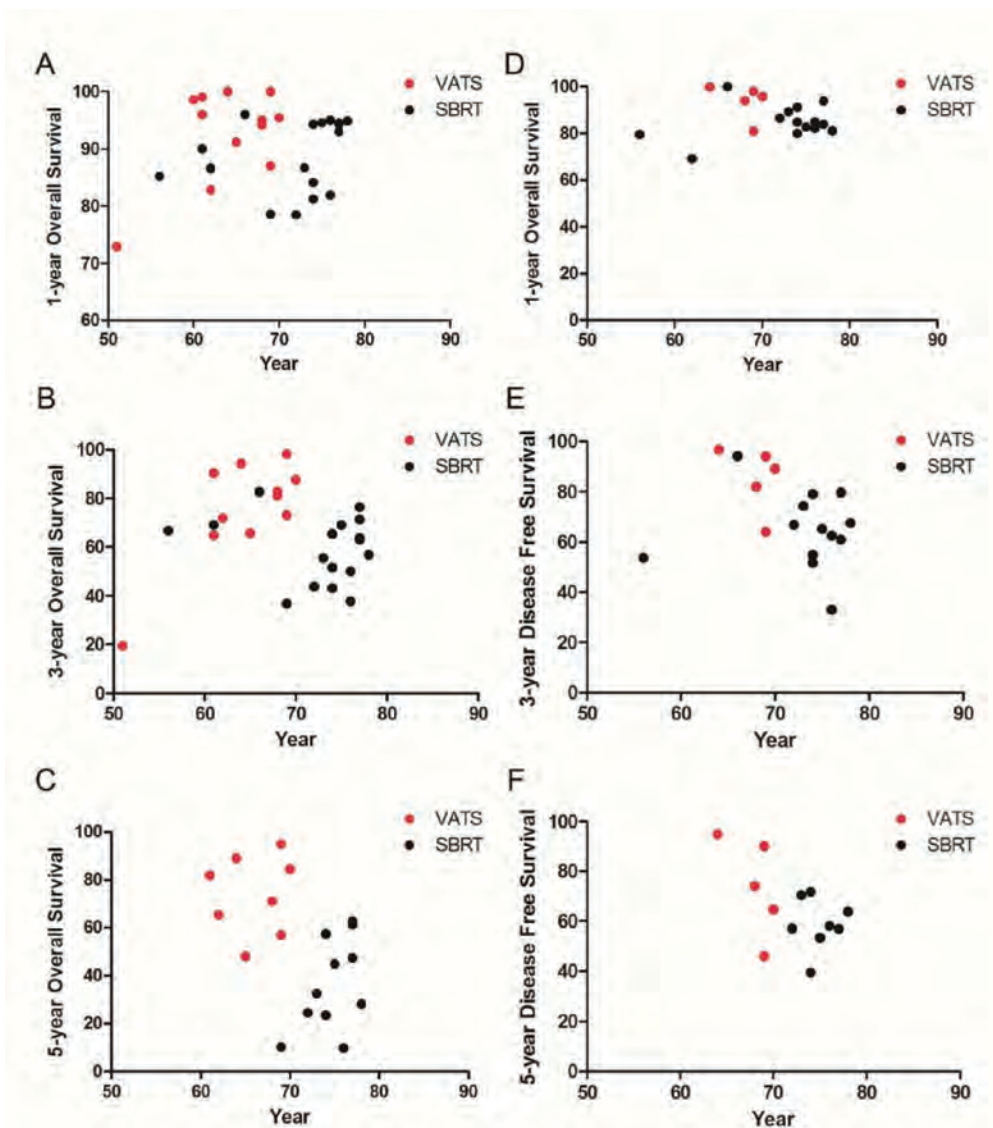 A
VATS
SBRT
100
90
80
70
60
50
60
70
80
90
1-year Overall Survival
Year
D
VATS
SBRT
100
80
60
40
20
0
50
60
70
80
90
1-year Overall Survival
Year
B
VATS
SBRT
100
80
60
40
20
0
50
60
70
80
90
3-year Overall Survival
Year
E
VATS
SBRT
100
80
60
40
20
0
50
60
70
80
90
3-year Disease Free Survival
Year
C
VATS
SBRT
100
80
60
40
20
0
50
60
70
80
90
5-year Overall Survival
Year
F
VATS
SBRT
100
80
60
40
20
0
50
60
70
80
90
5-year Disease Free Survival
Year